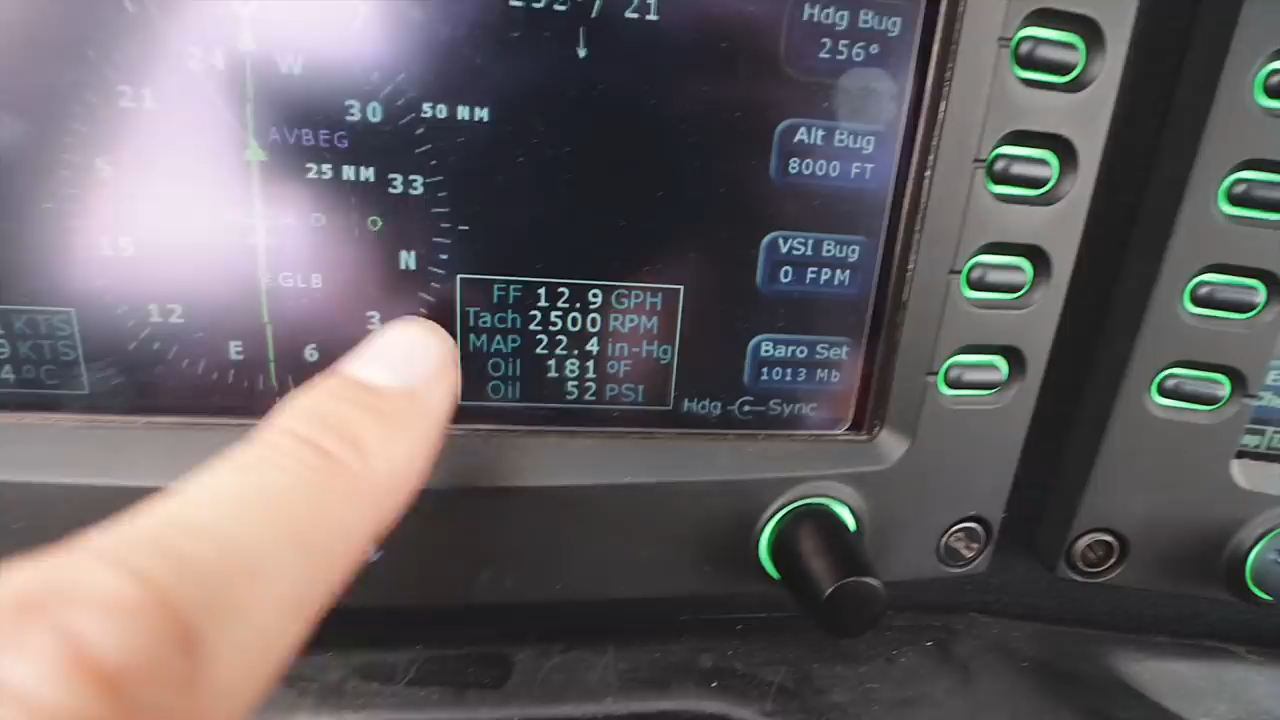 Hdg Bug
256°
W
21
30
50 NM
AVBEG
Alt Bug
8000 FT
25 NM
33
15
N
GLB
VSI Bug
0 FPM
12
3
E
6
KTS
KTS
°C
FF 12.9 GPH
Tach 2500 RPM
MAP 22.4 in-Hg
Oil 181 ºF
Oil 52 PSI
Baro Set
1013 Mb
Hdg Sync